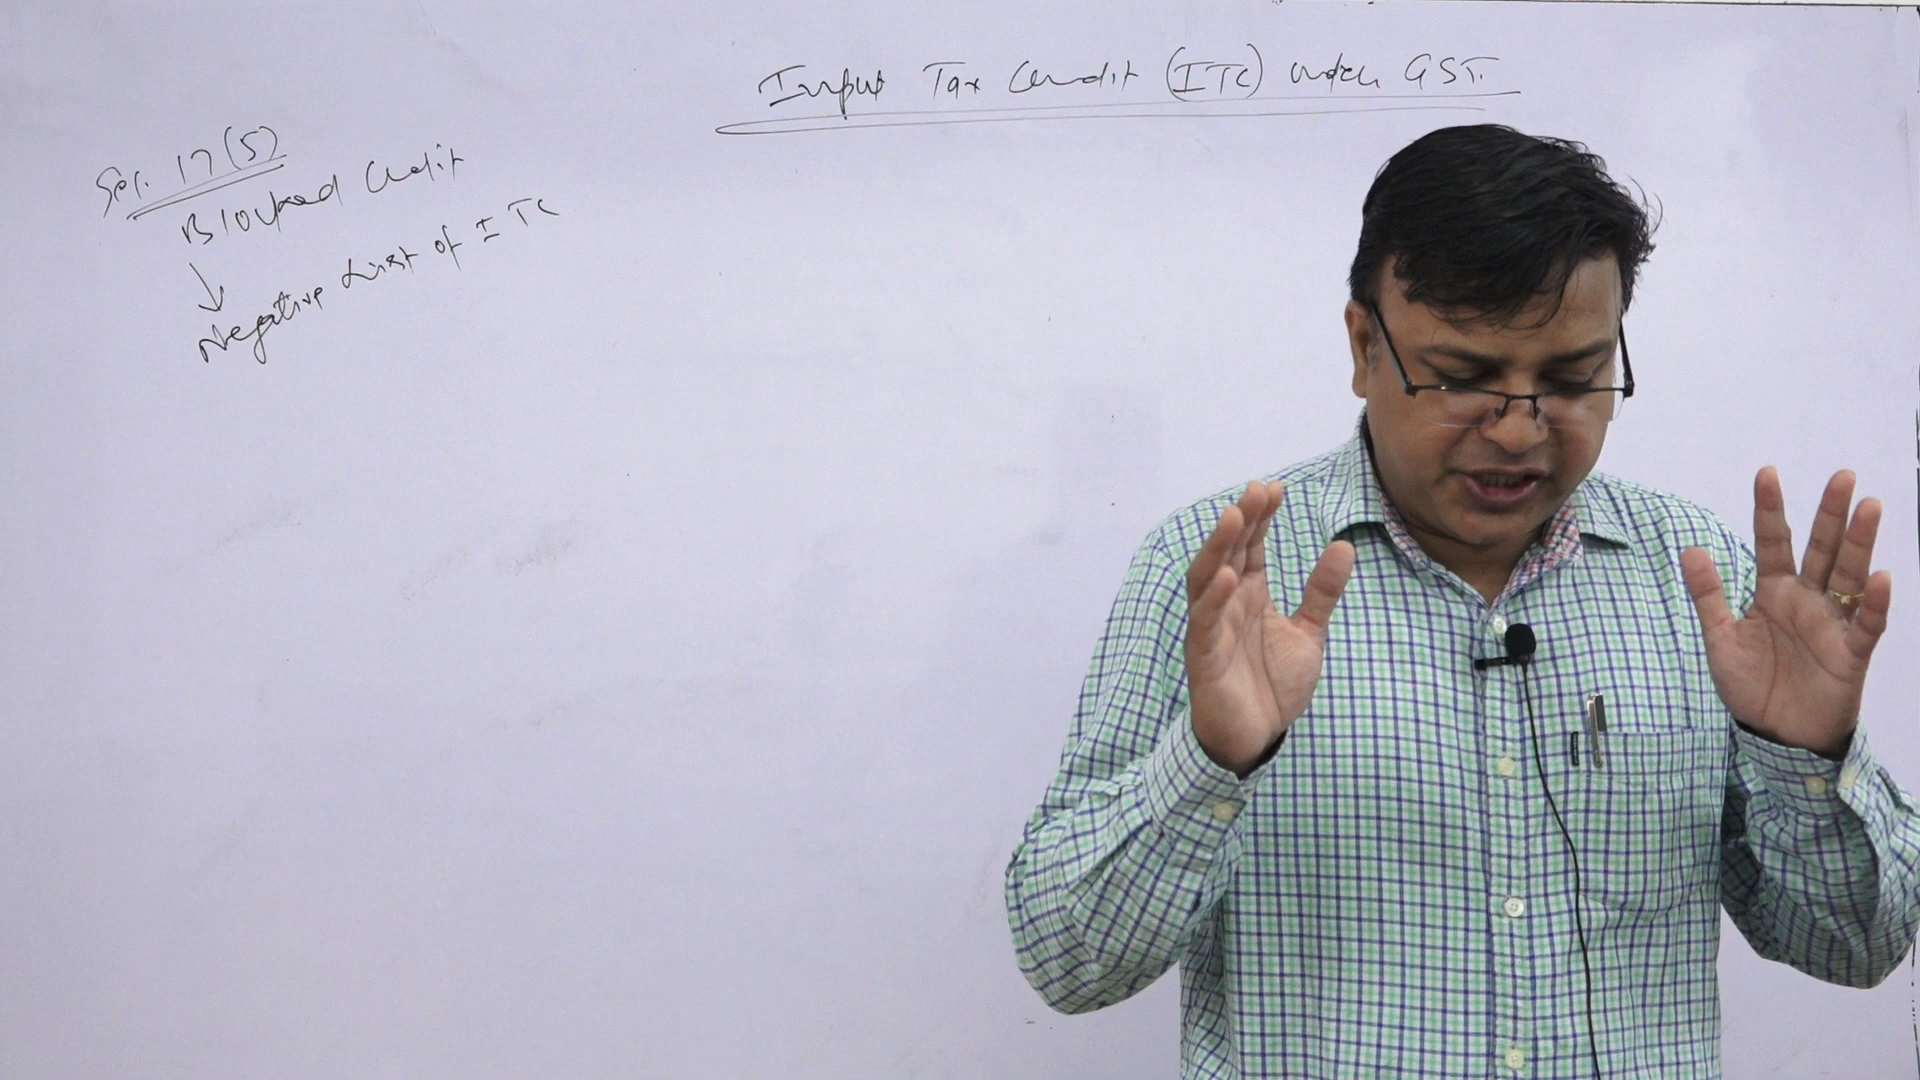 Input Tax Credit (ITC) under GST.
Sec. 17(5)
Blocked Credit
↓
Negative List of ITC